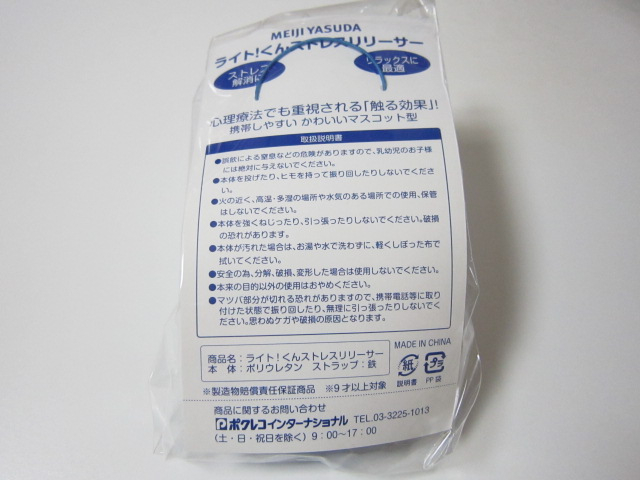 MEIJI YASUDA
ライト!くんストレスリリーサー
ストレス
解消に
リラックスに
最適
心理療法でも重視される「触る効果」!
携帯しやすい かわいいマスコット型
取扱説明書
●誤飲による窒息などの危険がありますので、乳幼児のお子様
には絶対に与えないでください。
●本体を投げたり、ヒモを持って振り回したりしないでくださ
い。
●火の近く、高温・多湿の場所や水気のある場所での使用、保管
はしないでください。
●本体を強くねじったり、引っ張ったりしないでください。破損
の恐れがあります。
●本体が汚れた場合は、お湯や水で洗わずに、軽くしぼった布で
拭いてください。
●安全の為、分解、破損、変形した場合は使用しないでください。
●本来の目的以外の使用はおやめください。
●マツバ部分が切れる恐れがありますので、携帯電話等に取り
付けた状態で振り回したり、無理に引っ張ったりしないでく
ださい。思わぬケガや破損の原因となります。
商品名:ライト!くんストレスリリーサー
本 体:ポリウレタン ストラップ:鉄
MADE IN CHINA
紙
説明書
プラ
PP 袋
※製造物賠償責任保証商品 ※9才以上対象
商品に関するお問い合わせ
ポクレコインターナショナル TEL.03-3225-1013
(土・日・祝日を除く) 9:00~17:00